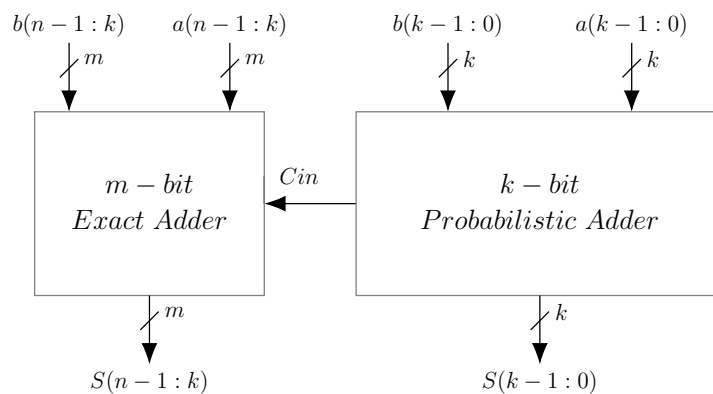 b(n−1:k) a(n−1:k) b(k−1:0) a(k−1:0)
m m k k
m − bit
Exact Adder
Cin
k − bit
Probabilistic Adder
m k
S(n−1:k) S(k−1:0)